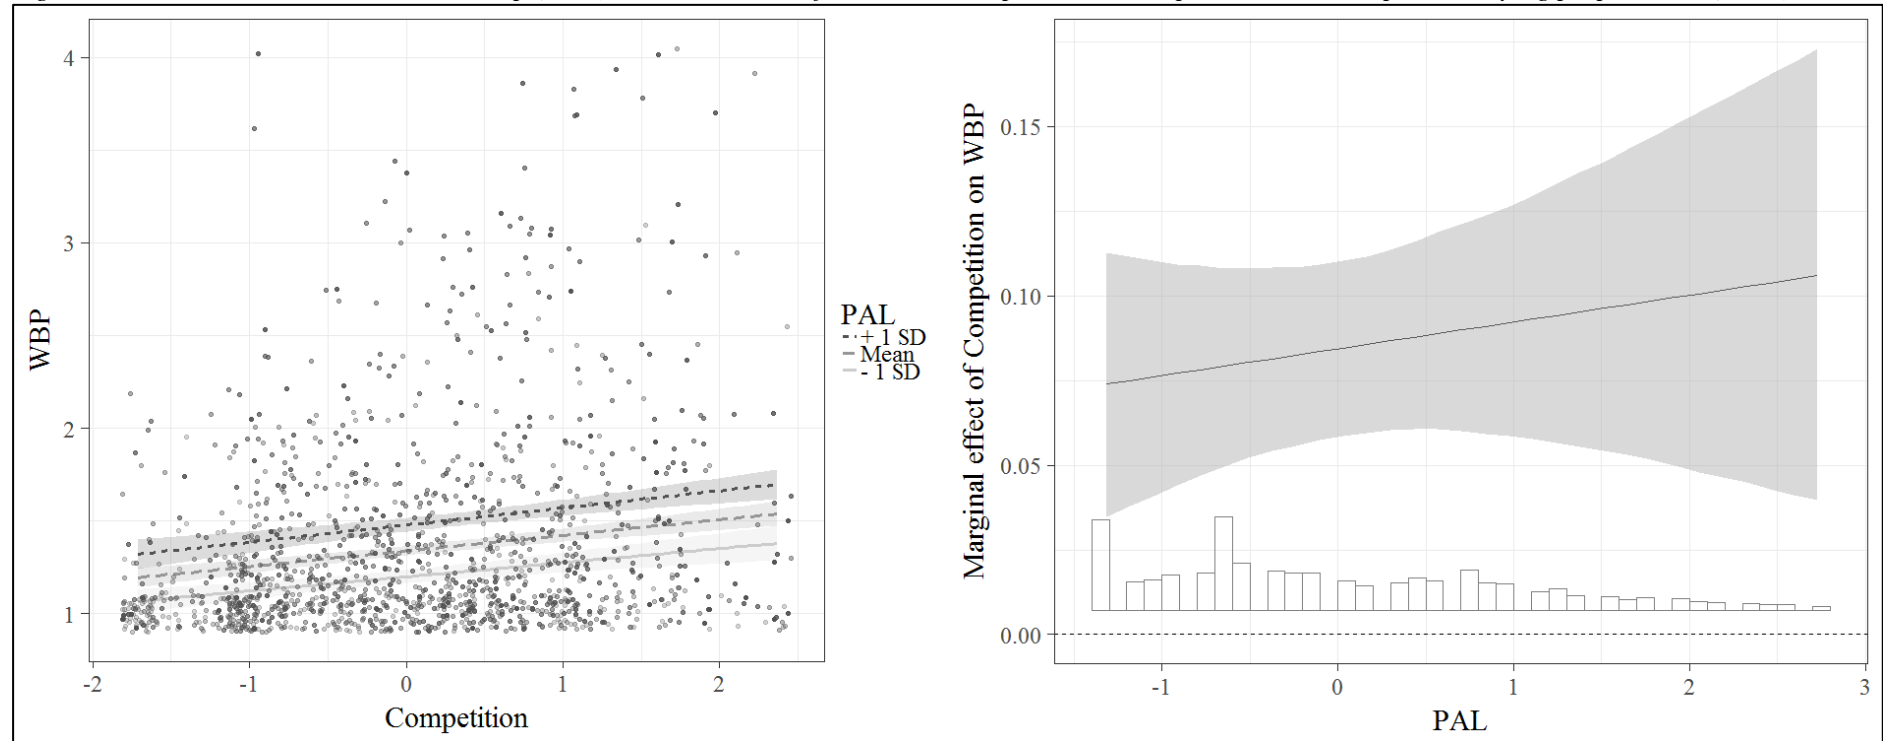 4
3
2
1
-2
-1
0
1
2
WBP
Competition
PAL
+ 1 SD
Mean
- 1 SD
0.15
0.10
0.05
0.00
-1
0
1
2
3
Marginal effect of Competition on WBP
PAL